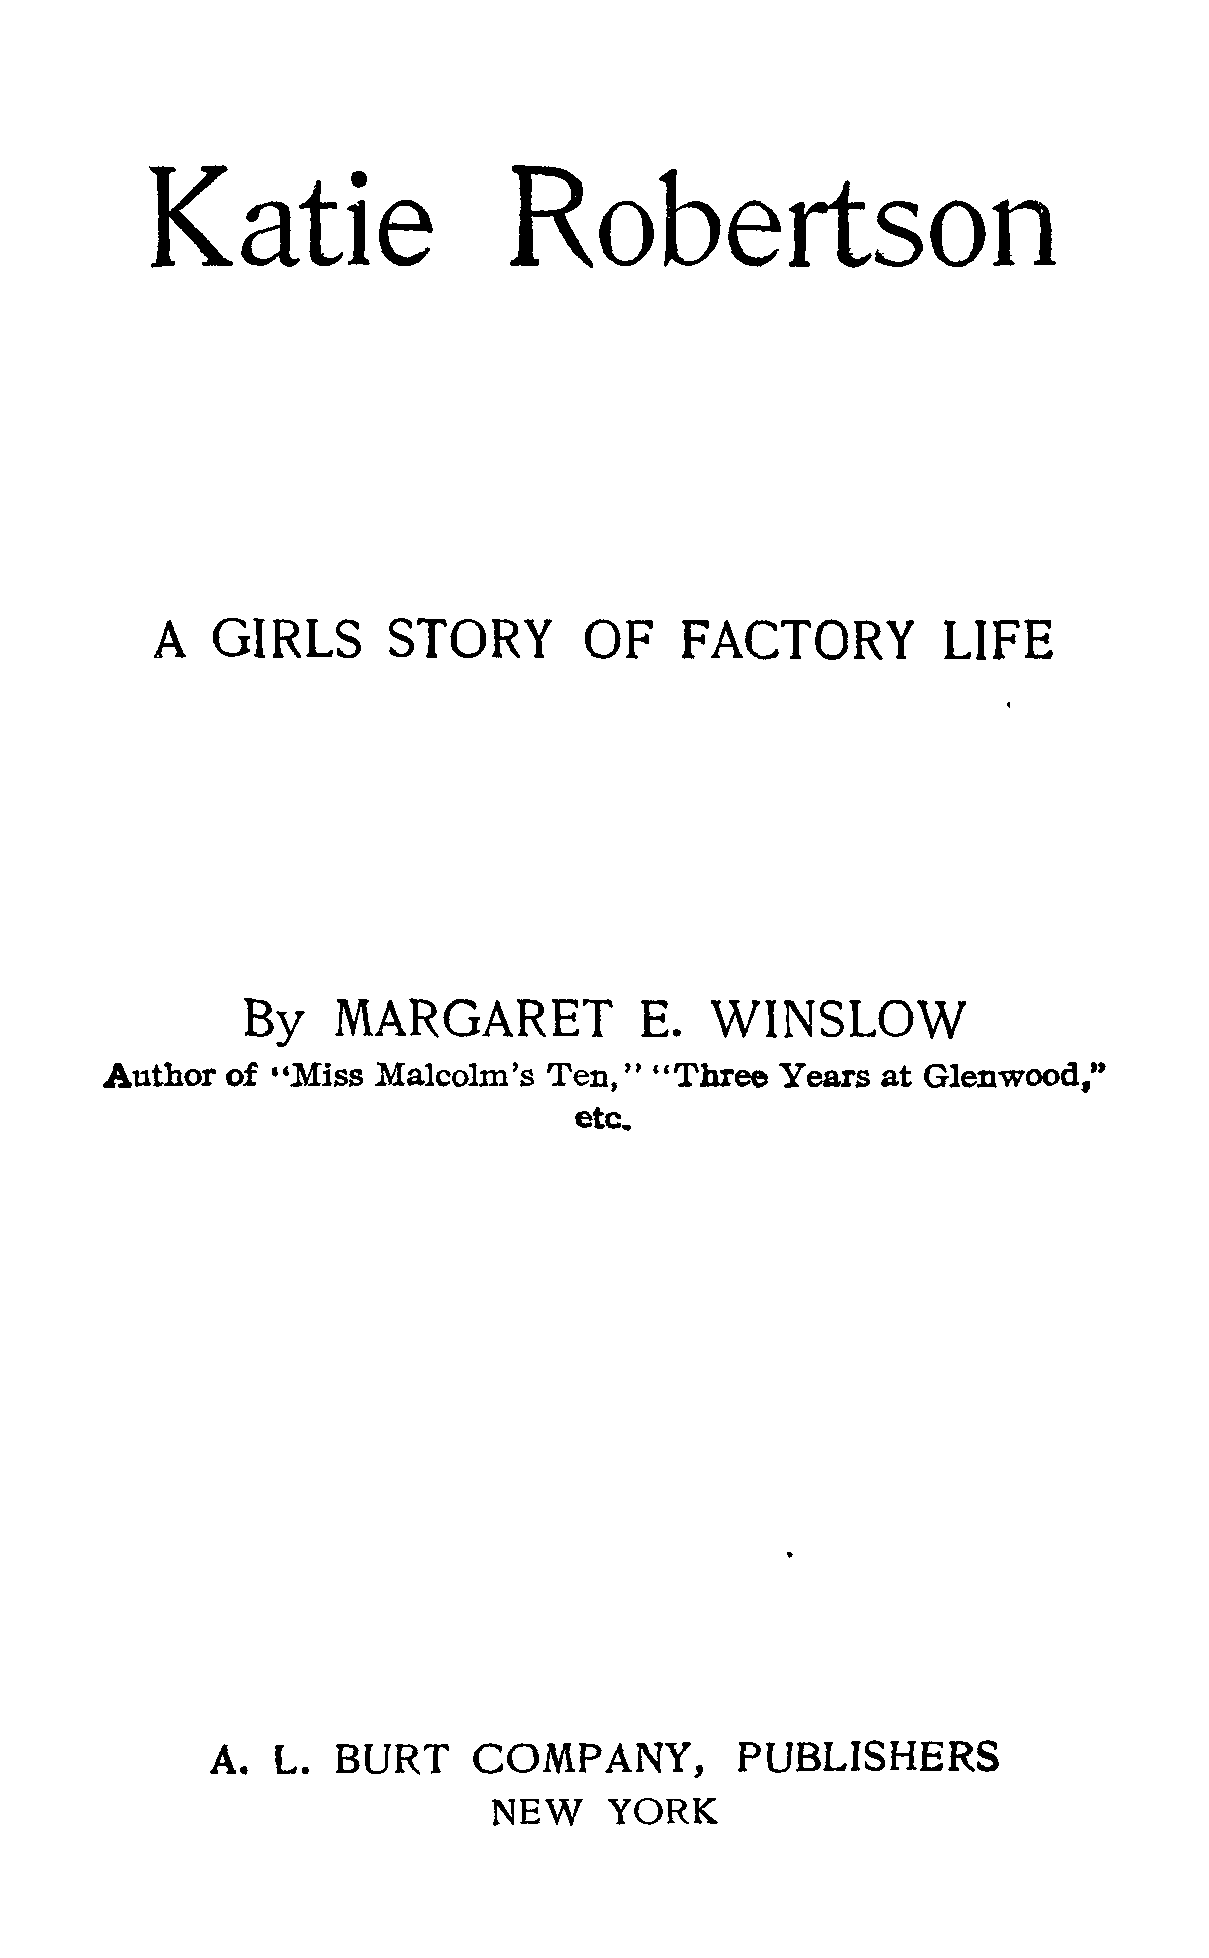 Katie Robertson
A GIRLS STORY OF FACTORY LIFE
By MARGARET E. WINSLOW
Author of "Miss Malcolm's Ten," "Three Years at Glenwood,"
etc.
A. L. BURT COMPANY, PUBLISHERS
NEW YORK